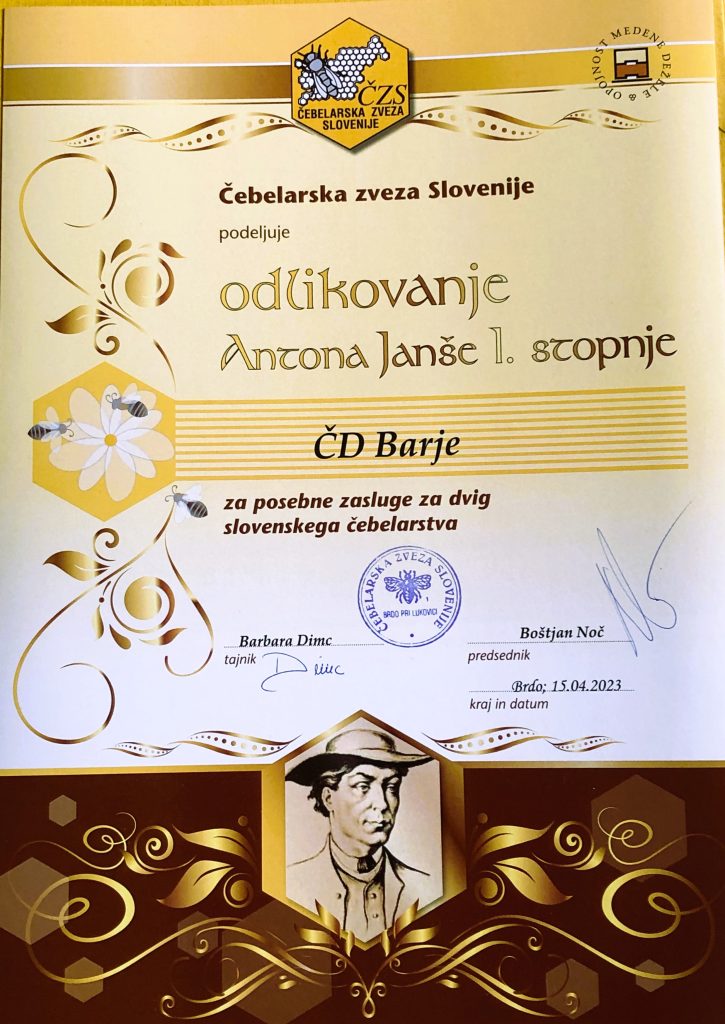 ČZS
ČEBELARSKA ZVEZA
SLOVENIJE
OPOJNOST MEDENE DEŽELE &
Čebelarska zveza Slovenije
podeljuje
odlikovanje
Antona Janše 1. stopnje
ČD Barje
za posebne zasluge za dvig
slovenskega čebelarstva
ČEBELARSKA ZVEZA SLOVENIJE
BRDO PRI LUKOVICI
Barbara Dimc
tajnik
Dimc
Boštjan Noč
predsednik
Brdo; 15.04.2023
kraj in datum